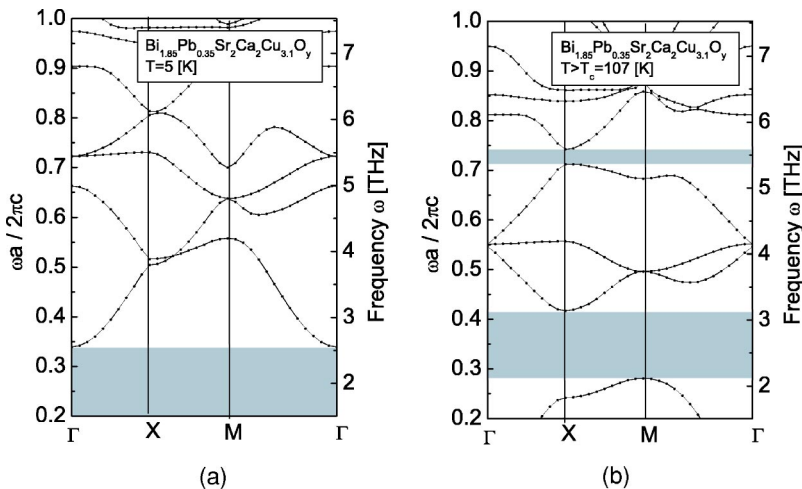 Bi1.85Pb0.35Sr2Ca2Cu3.1Oy
T=5 [K]
1.0
0.9
0.8
0.7
0.6
0.5
0.4
0.3
0.2
ωa / 2πc
7
6
5
4
3
2
Frequency ω [THz]
Γ X M Γ
(a)
Bi1.85Pb0.35Sr2Ca2Cu3.1Oy
T>Tc=107 [K]
1.0
0.9
0.8
0.7
0.6
0.5
0.4
0.3
0.2
ωa / 2πc
7
6
5
4
3
2
Frequency ω [THz]
Γ X M Γ
(b)